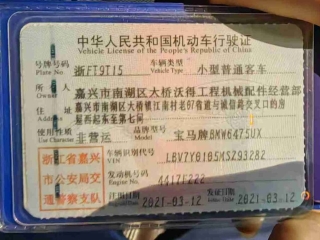 中华人民共和国机动车行驶证
Vehicle License of the People's Republic of China
号牌号码 浙FT9T15 车辆类型 小型普通客车
Plate No. Vehicle Type
所有人 嘉兴市南湖区大桥沃得工程机械配件经营部
住址 嘉兴市南湖区大桥镇江南村老07省道与诚信路交叉口的房
屋西起东至第七间
使用性质 非营运 品牌型号 宝马牌BMW6475UX
Use Character Model
浙江省嘉兴 车辆识别代号
VIN
市公安局交 发动机号码
Engine No.
通警察支队 注册日期 2021-03-12 发证日期 2021-03-12